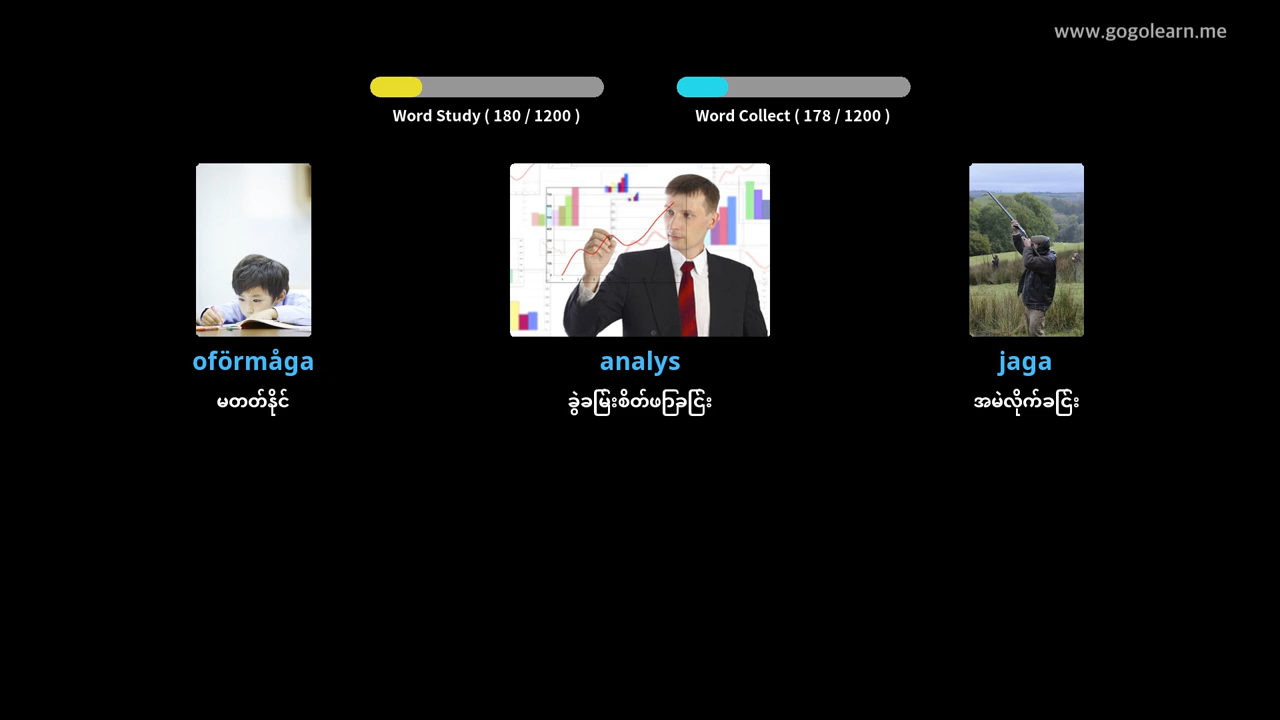 www.gogolearn.me
Word Study ( 180 / 1200 )
Word Collect ( 178 / 1200 )
oförmåga
analys
jaga
မတတ်နိုင်
ခွဲခမြ်းစိတ်ဖြာခြင်း
အမဲလိုက်ခြင်း